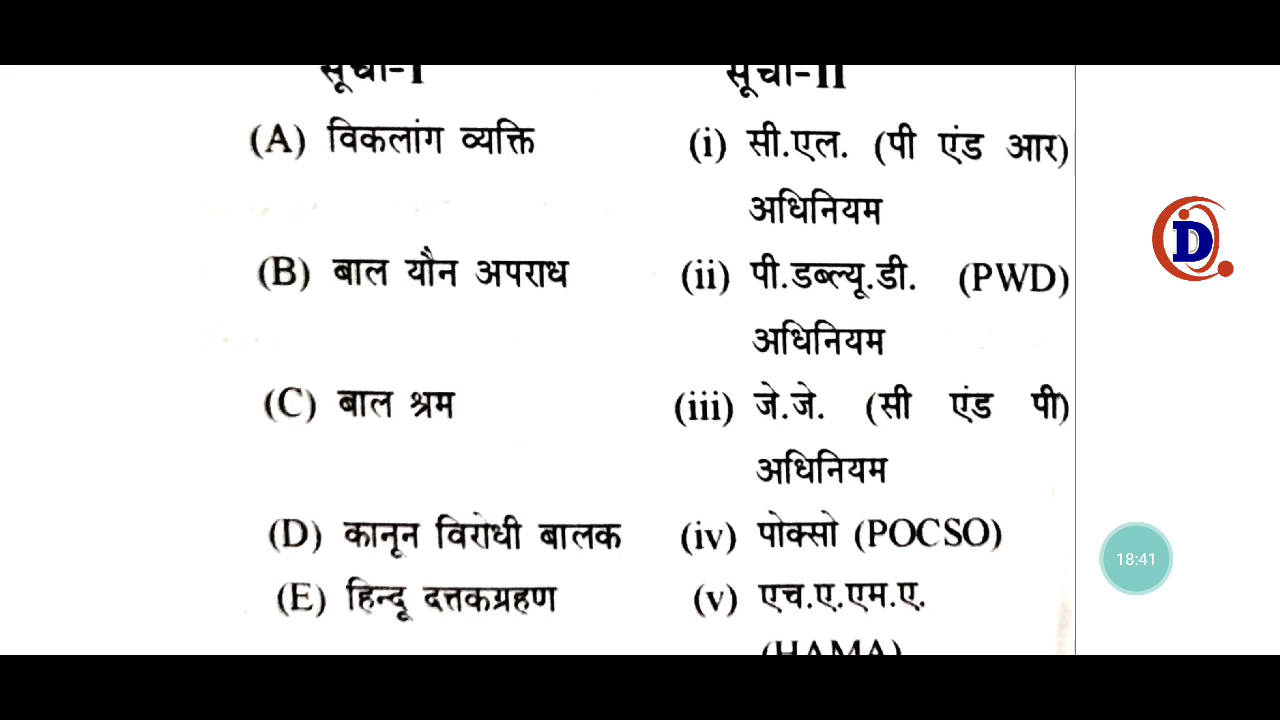 सूची-I सूची-II
(A) विकलांग व्यक्ति (i) सी.एल. (पी एंड आर)
अधिनियम
(B) बाल यौन अपराध (ii) पी.डब्ल्यू.डी. (PWD)
अधिनियम
(C) बाल श्रम (iii) जे.जे. (सी एंड पी)
अधिनियम
(D) कानून विरोधी बालक (iv) पोक्सो (POCSO)
(E) हिन्दू दत्तकग्रहण (v) एच.ए.एम.ए.
(HAMA)
D
18:41